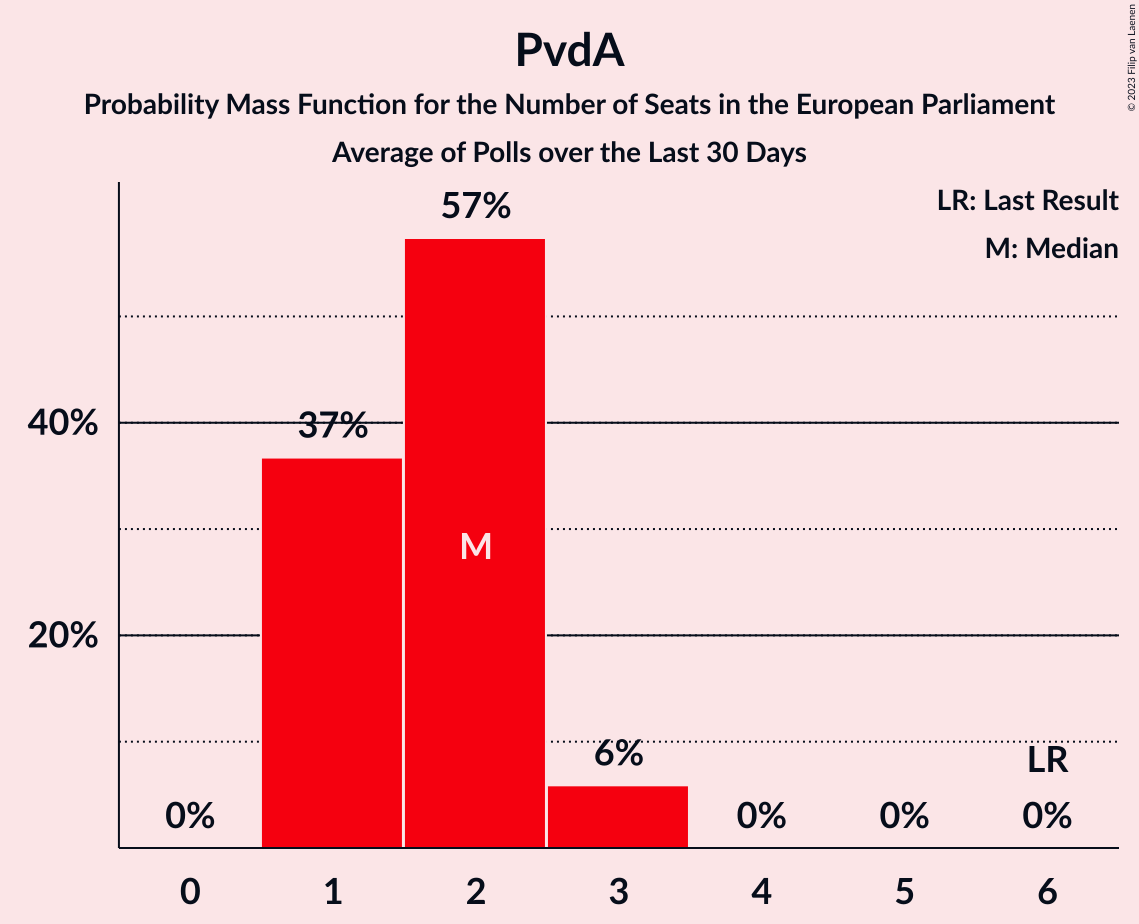 PvdA
Probability Mass Function for the Number of Seats in the European Parliament
Average of Polls over the Last 30 Days
© 2023 Filip van Laenen
LR: Last Result
M: Median
57%
40%
37%
M
20%
6%
LR
0%
0%
0%
0%
0 1 2 3 4 5 6